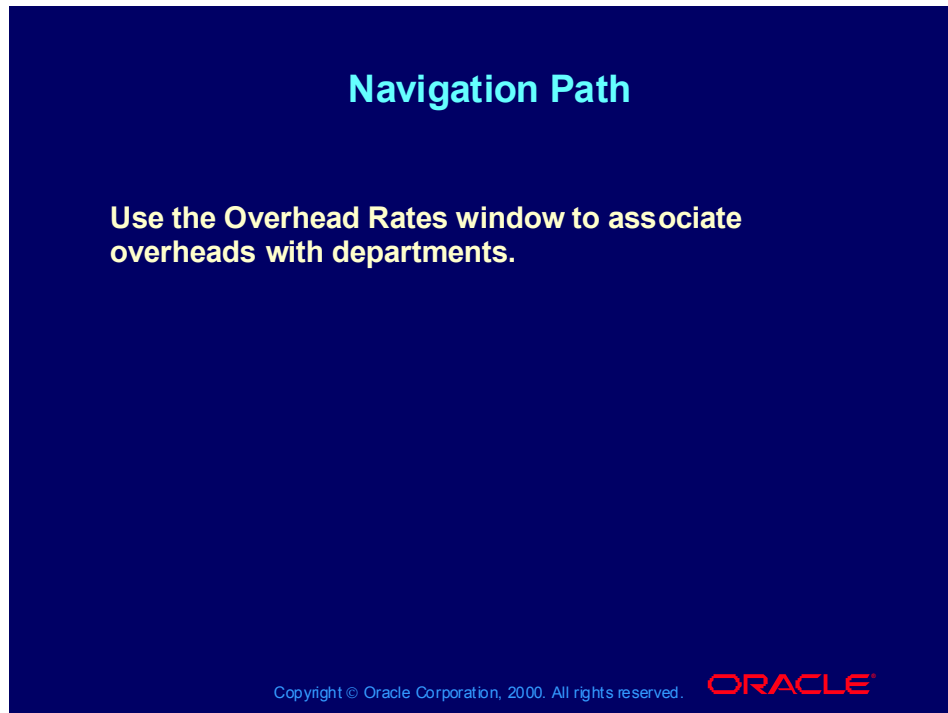 Navigation Path
Use the Overhead Rates window to associate
overheads with departments.
Copyright © Oracle Corporation, 2000. All rights reserved. ORACLE®